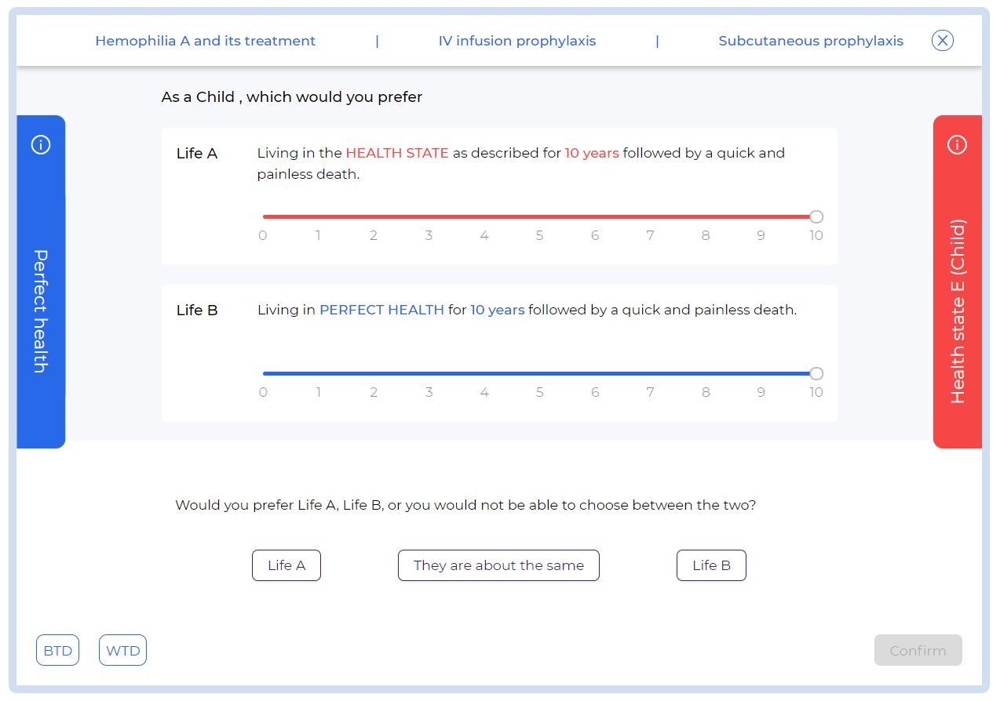 Hemophilia A and its treatment | IV infusion prophylaxis | Subcutaneous prophylaxis
As a Child , which would you prefer
Life A
Living in the HEALTH STATE as described for 10 years followed by a quick and
painless death.
0 1 2 3 4 5 6 7 8 9 10
Life B
Living in PERFECT HEALTH for 10 years followed by a quick and painless death.
0 1 2 3 4 5 6 7 8 9 10
Perfect health
Health state E (Child)
Would you prefer Life A, Life B, or you would not be able to choose between the two?
Life A
They are about the same
Life B
BTD
WTD
Confirm